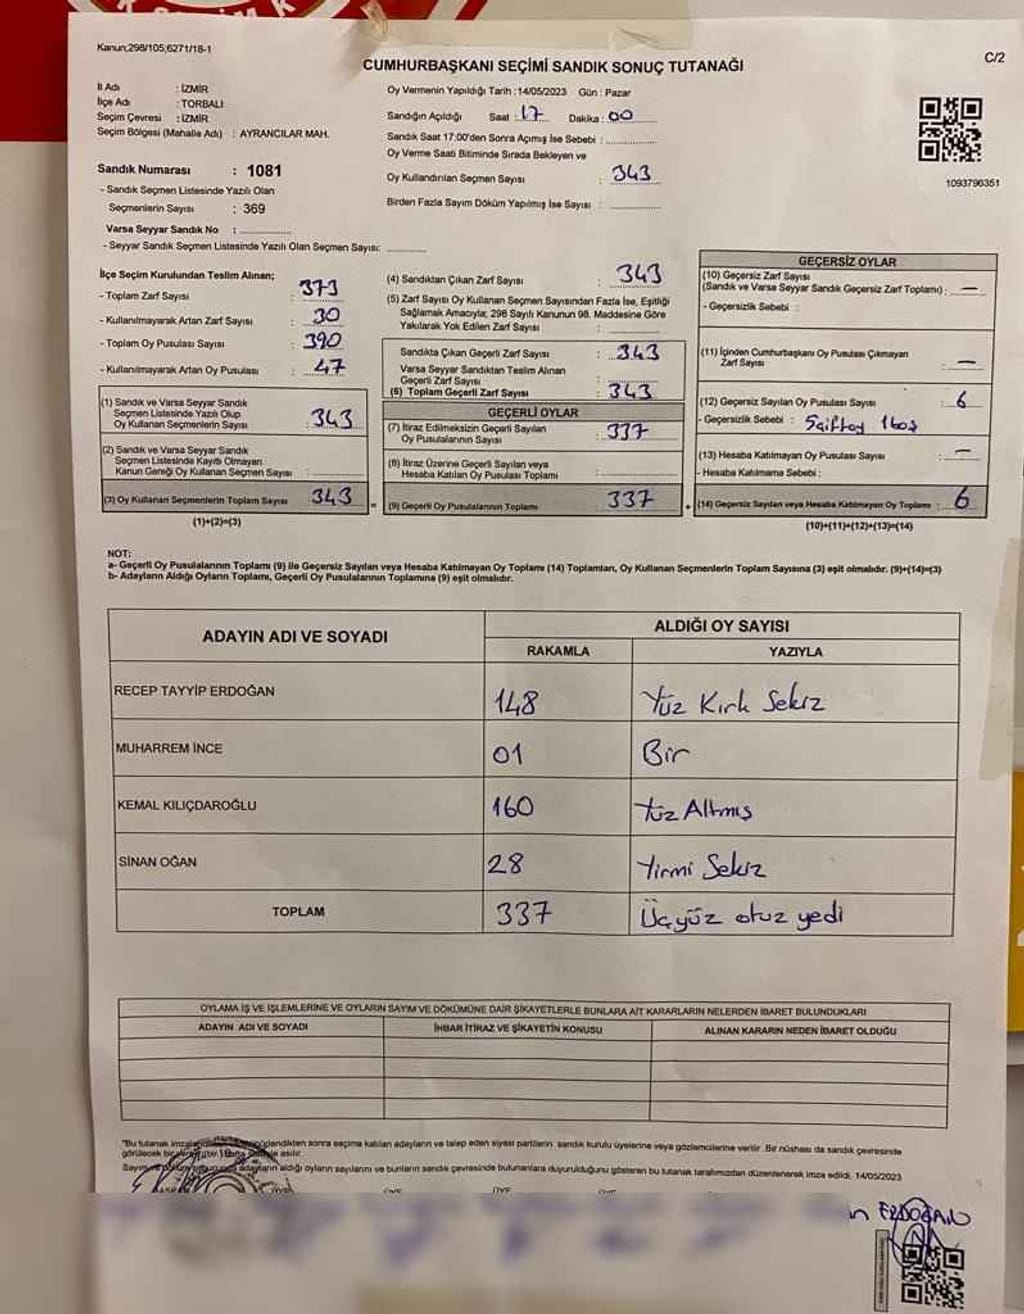 Kanun;298/105;6271/18-1
C/2
CUMHURBAŞKANI SEÇİMİ SANDIK SONUÇ TUTANAĞI
İl Adı : İZMİR
İlçe Adı : TORBALI
Seçim Çevresi : İZMİR
Seçim Bölgesi (Mahalle Adı) : AYRANCILAR MAH.
Sandık Numarası : 1081
- Sandık Seçmen Listesinde Yazılı Olan
Seçmenlerin Sayısı : 369
Varsa Seyyar Sandık No :
- Seyyar Sandık Seçmen Listesinde Yazılı Olan Seçmen Sayısı:
Oy Vermenin Yapıldığı Tarih : 14/05/2023 Gün : Pazar
Sandığın Açıldığı Saat : 17 Dakika : 00
Sandık Saat 17:00'den Sonra Açımış İse Sebebi :
Oy Verme Saati Bitiminde Sırada Bekleyen ve
Oy Kullandırılan Seçmen Sayısı : 343
Birden Fazla Sayım Döküm Yapılmış İse Sayısı :
1093796351
İlçe Seçim Kurulundan Teslim Alınan;
- Toplam Zarf Sayısı : 373
- Kullanılmayarak Artan Zarf Sayısı : 30
- Toplam Oy Pusulası Sayısı : 390
- Kullanılmayarak Artan Oy Pusulası : 47
(1) Sandık ve Varsa Seyyar Sandık
Seçmen Listesinde Yazılı Olup
Oy Kullanan Seçmenlerin Sayısı : 343
(2) Sandık ve Varsa Seyyar Sandık
Seçmen Listesinde Kayıtlı Olmayan
Kanun Gereği Oy Kullanan Seçmen Sayısı :
(3) Oy Kullanan Seçmenlerin Toplam Sayısı : 343
(1)+(2)=(3)
(4) Sandıktan Çıkan Zarf Sayısı : 343
(5) Zarf Sayısı Oy Kullanan Seçmen Sayısından Fazla İse, Eşitliği
Sağlamak Amacıyla; 298 Sayılı Kanunun 98. Maddesine Göre
Yakılarak Yok Edilen Zarf Sayısı :
Sandıkta Çıkan Geçerli Zarf Sayısı : 343
Varsa Seyyar Sandıktan Teslim Alınan
Geçerli Zarf Sayısı :
(6) Toplam Geçerli Zarf Sayısı : 343
GEÇERLİ OYLAR
(7) İtiraz Edilmeksizin Geçerli Sayılan
Oy Pusulalarının Sayısı : 337
(8) İtiraz Üzerine Geçerli Sayılan veya
Hesaba Katılan Oy Pusulası Toplamı :
= (9) Geçerli Oy Pusulalarının Toplamı : 337
GEÇERSİZ OYLAR
(10) Geçersiz Zarf Sayısı
(Sandık ve Varsa Seyyar Sandık Geçersiz Zarf Toplamı) : —
- Geçersizlik Sebebi :
(11) İçinden Cumhurbaşkanı Oy Pusulası Çıkmayan
Zarf Sayısı : —
(12) Geçersiz Sayılan Oy Pusulası Sayısı : 6
- Geçersizlik Sebebi :
(13) Hesaba Katılmayan Oy Pusulası Sayısı : —
- Hesaba Katılmama Sebebi :
+ (14) Geçersiz Sayılan veya Hesaba Katılmayan Oy Toplamı : 6
(10)+(11)+(12)+(13)=(14)
NOT:
a- Geçerli Oy Pusulalarının Toplamı (9) ile Geçersiz Sayılan veya Hesaba Katılmayan Oy Toplamı (14) Toplamları, Oy Kullanan Seçmenlerin Toplam Sayısına (3) eşit olmalıdır. (9)+(14)=(3)
b- Adayların Aldığı Oyların Toplamı, Geçerli Oy Pusulalarının Toplamına (9) eşit olmalıdır.
ADAYIN ADI VE SOYADI
ALDIĞI OY SAYISI
RAKAMLA YAZIYLA
RECEP TAYYİP ERDOĞAN 148 Yüz Kırk Sekiz
MUHARREM İNCE 01 Bir
KEMAL KILIÇDAROĞLU 160 Yüz Altmış
SİNAN OĞAN 28 Yirmi Sekiz
TOPLAM 337 Üçyüz otuz yedi
OYLAMA İŞ VE İŞLEMLERİNE VE OYLARIN SAYIM VE DÖKÜMÜNE DAİR ŞİKAYETLERLE BUNLARA AİT KARARLARIN NELERDEN İBARET BULUNDUKLARI
ADAYIN ADI VE SOYADI İHBAR İTİRAZ VE ŞİKAYETİN KONUSU ALINAN KARARIN NEDEN İBARET OLDUĞU
"Bu tutanak sonra seçime katılan adayların ve talep eden siyasi partilerin sandık kurulu üyelerine veya gözlemcilerine verilir. Bir nüshası da sandık çevresinde
görülecek bir asılır.
adayların aldığı oyların sayılarını ve bunların sandık çevresinde bulunanlara duyurulduğunu gösteren bu tutanak tarafımızdan düzenlenerek imza edildi. 14/05/2023
ERDOĞAN